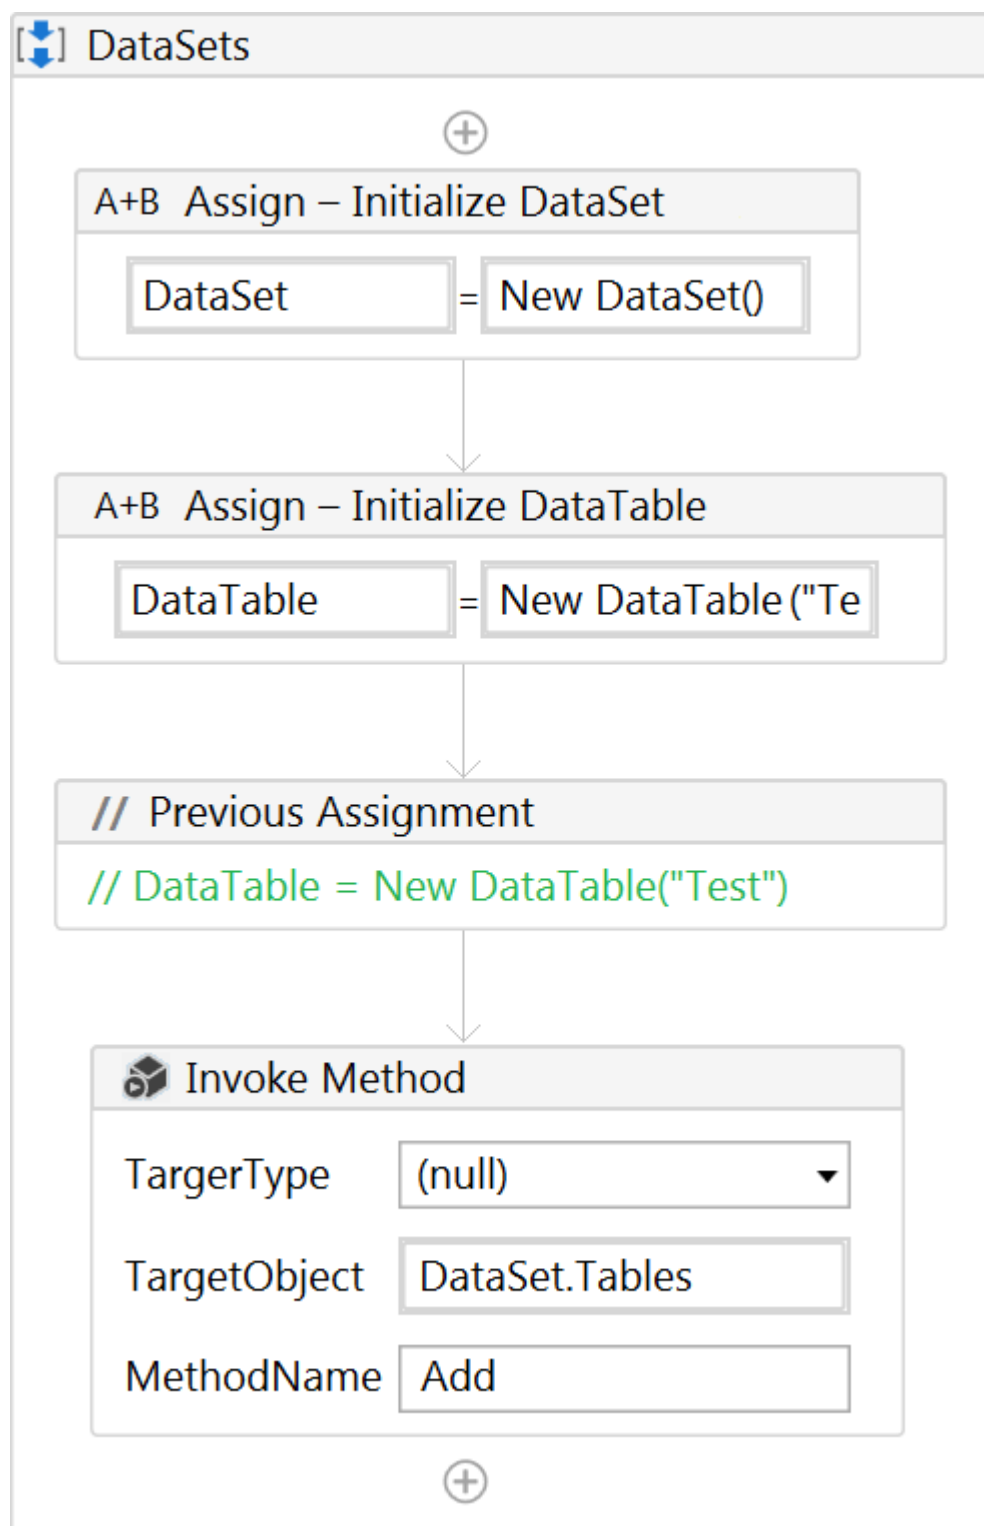 DataSets
A+B Assign – Initialize DataSet
DataSet = New DataSet()
A+B Assign – Initialize DataTable
DataTable = New DataTable ("Te
// Previous Assignment
// DataTable = New DataTable("Test")
Invoke Method
TargerType (null)
TargetObject DataSet.Tables
MethodName Add